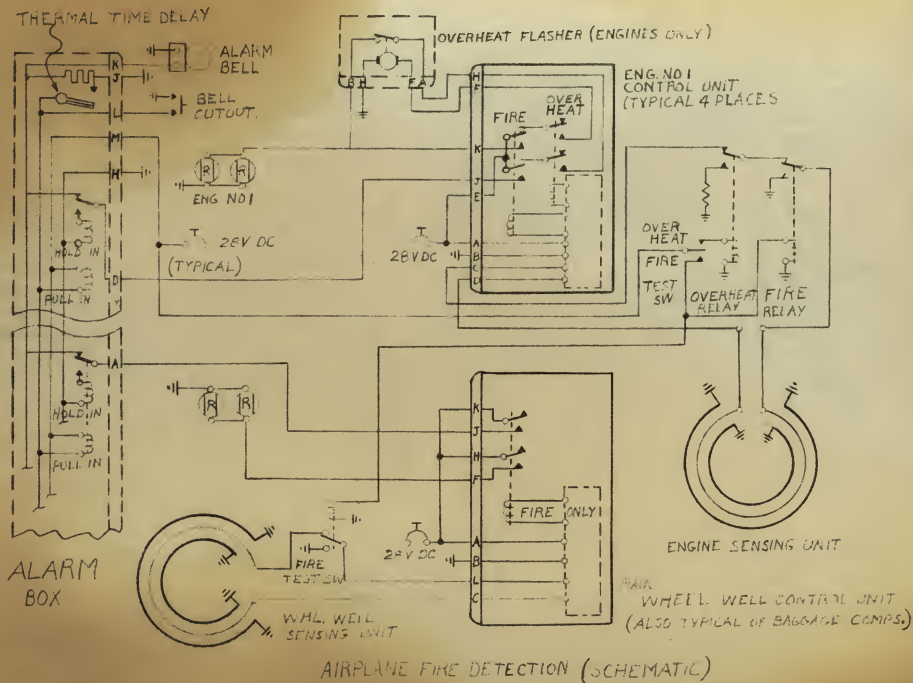 THERMAL TIME DELAY
ALARM
BELL
K
J
BELL
CUTOUT.
L
M
H
HOLD IN
PULL IN
D
A
HOLD IN
PULL IN
ALARM
BOX
OVERHEAT FLASHER (ENGINES ONLY)
B H F A
R R
ENG NO 1
28V DC
(TYPICAL)
ENG. NO 1
CONTROL UNIT
(TYPICAL 4 PLACES
H
F
FIRE
OVER
HEAT
K
J
E
A
B
C
D
28V DC
OVER
HEAT
FIRE
TEST
SW
OVERHEAT
RELAY
FIRE
RELAY
ENGINE SENSING UNIT
R R
K
J
H
F
FIRE ONLY
A
B
L
C
28V DC
FIRE
TEST SW
WHL. WELL
SENSING UNIT
MAIN
WHEEL WELL CONTROL UNIT
(ALSO TYPICAL OF BAGGAGE COMPS.)
AIRPLANE FIRE DETECTION (SCHEMATIC)